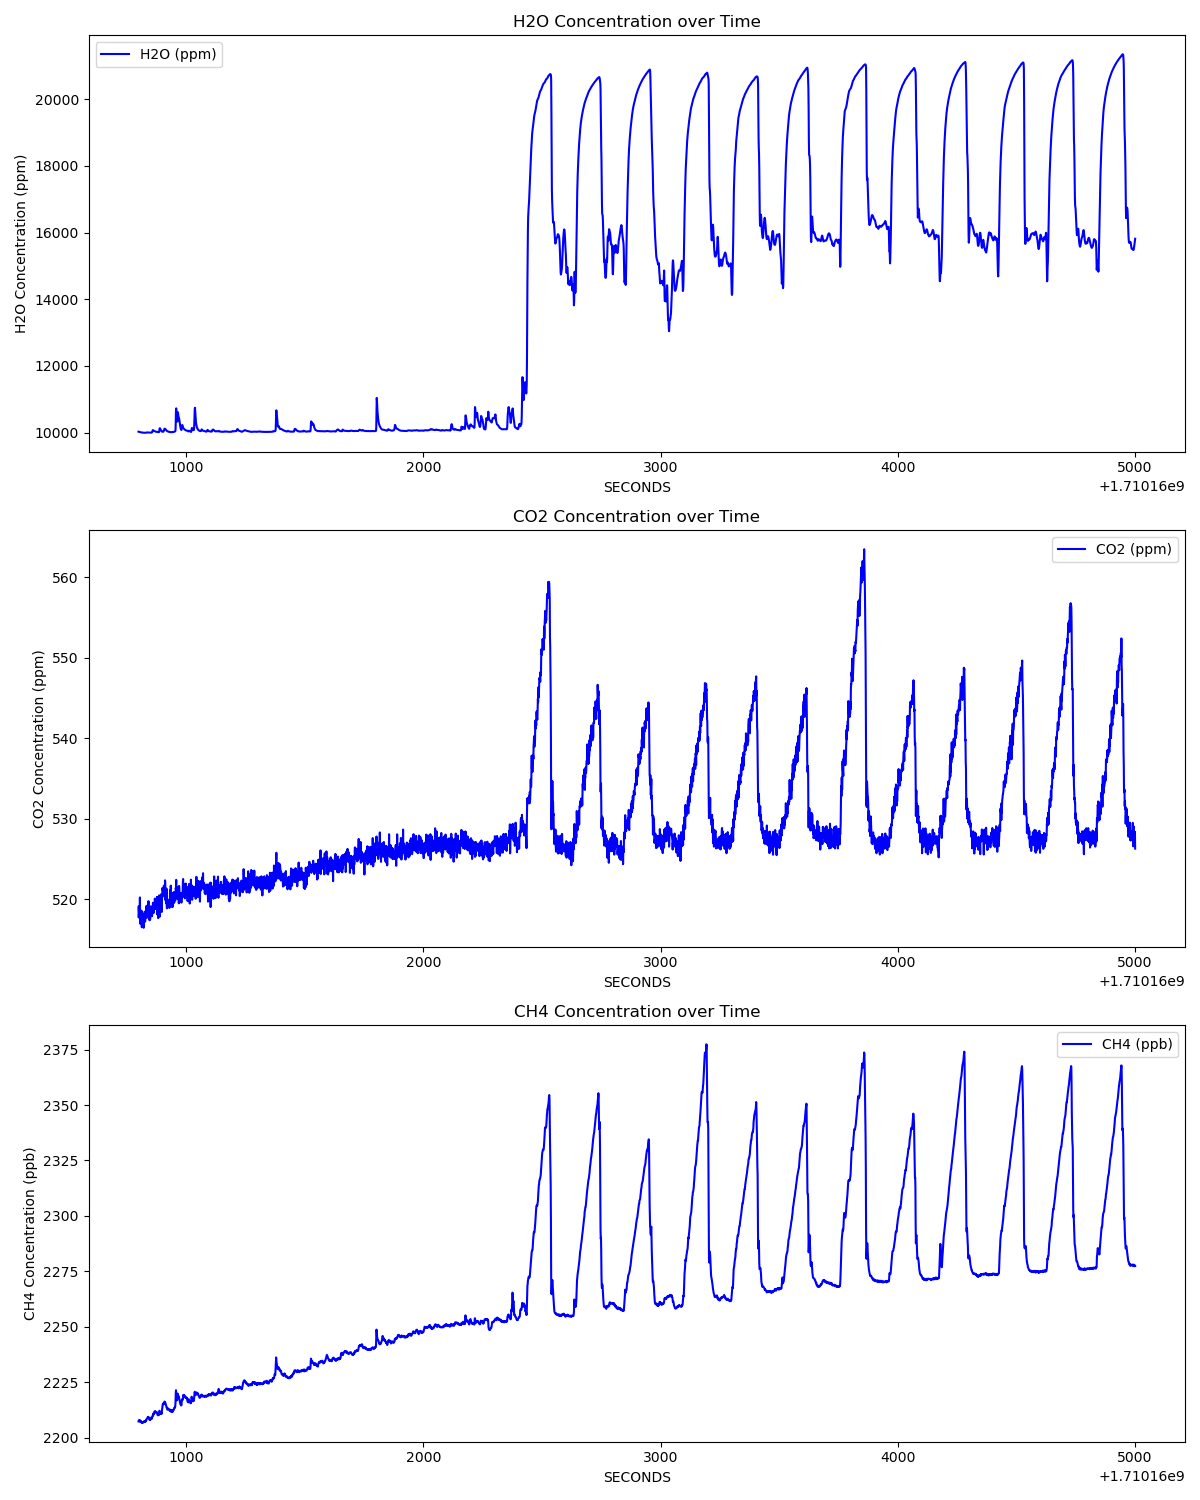 H2O Concentration over Time
H2O (ppm)
H2O Concentration (ppm)
20000
18000
16000
14000
12000
10000
1000 2000 3000 4000 5000
SECONDS
+1.71016e9
CO2 Concentration over Time
CO2 (ppm)
CO2 Concentration (ppm)
560
550
540
530
520
1000 2000 3000 4000 5000
SECONDS
+1.71016e9
CH4 Concentration over Time
CH4 (ppb)
CH4 Concentration (ppb)
2375
2350
2325
2300
2275
2250
2225
2200
1000 2000 3000 4000 5000
SECONDS
+1.71016e9